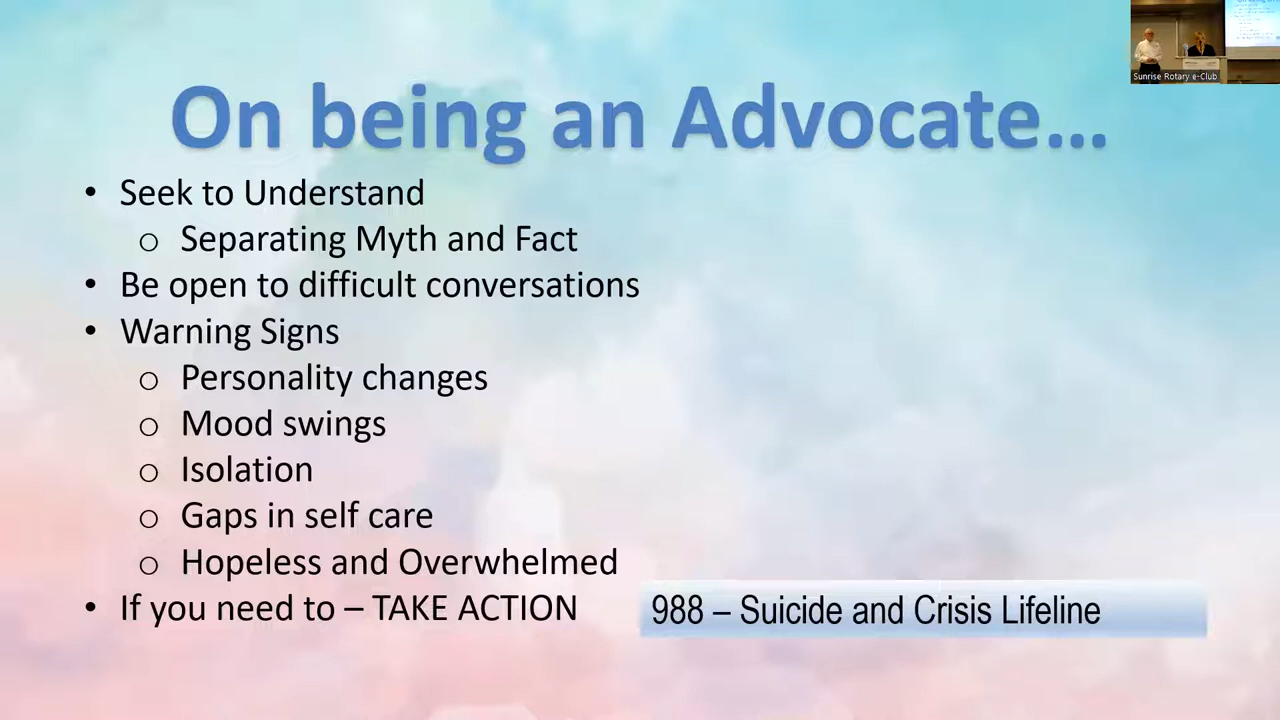 Sunrise Rotary e-Club
On being an Advocate...
• Seek to Understand
o Separating Myth and Fact
• Be open to difficult conversations
• Warning Signs
o Personality changes
o Mood swings
o Isolation
o Gaps in self care
o Hopeless and Overwhelmed
• If you need to – TAKE ACTION
988 – Suicide and Crisis Lifeline